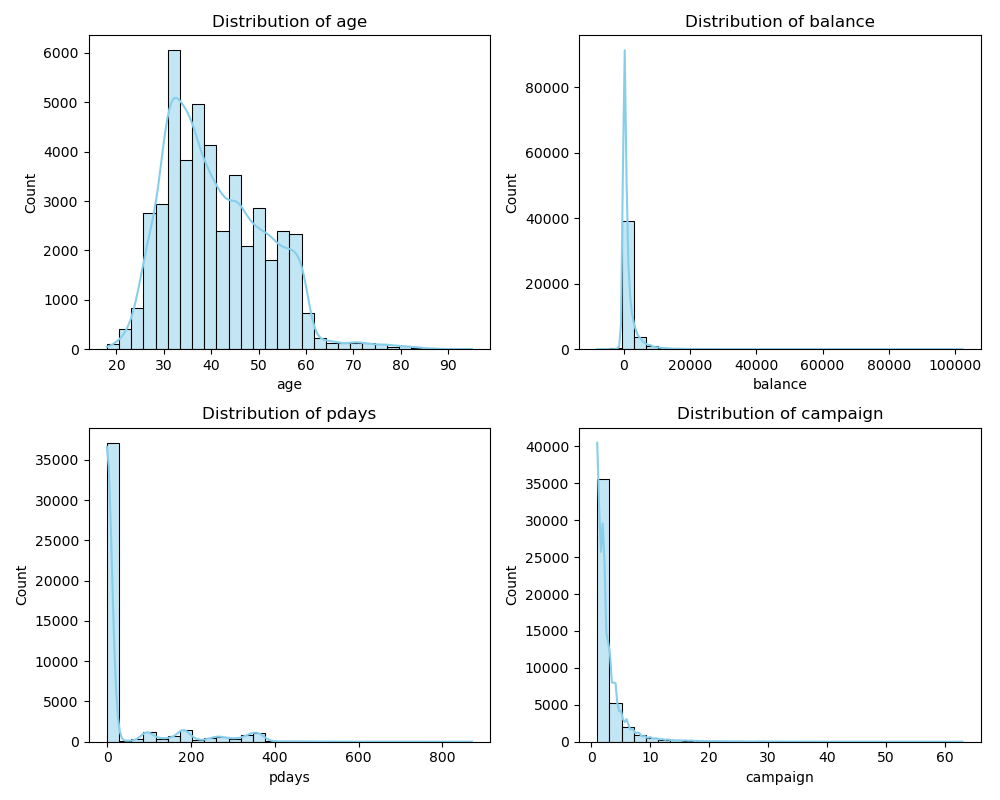 Distribution of age
6000
5000
4000
3000
2000
1000
0
Count
20 30 40 50 60 70 80 90
age
Distribution of balance
80000
60000
40000
20000
0
Count
0 20000 40000 60000 80000 100000
balance
Distribution of pdays
35000
30000
25000
20000
15000
10000
5000
0
Count
0 200 400 600 800
pdays
Distribution of campaign
40000
35000
30000
25000
20000
15000
10000
5000
0
Count
0 10 20 30 40 50 60
campaign